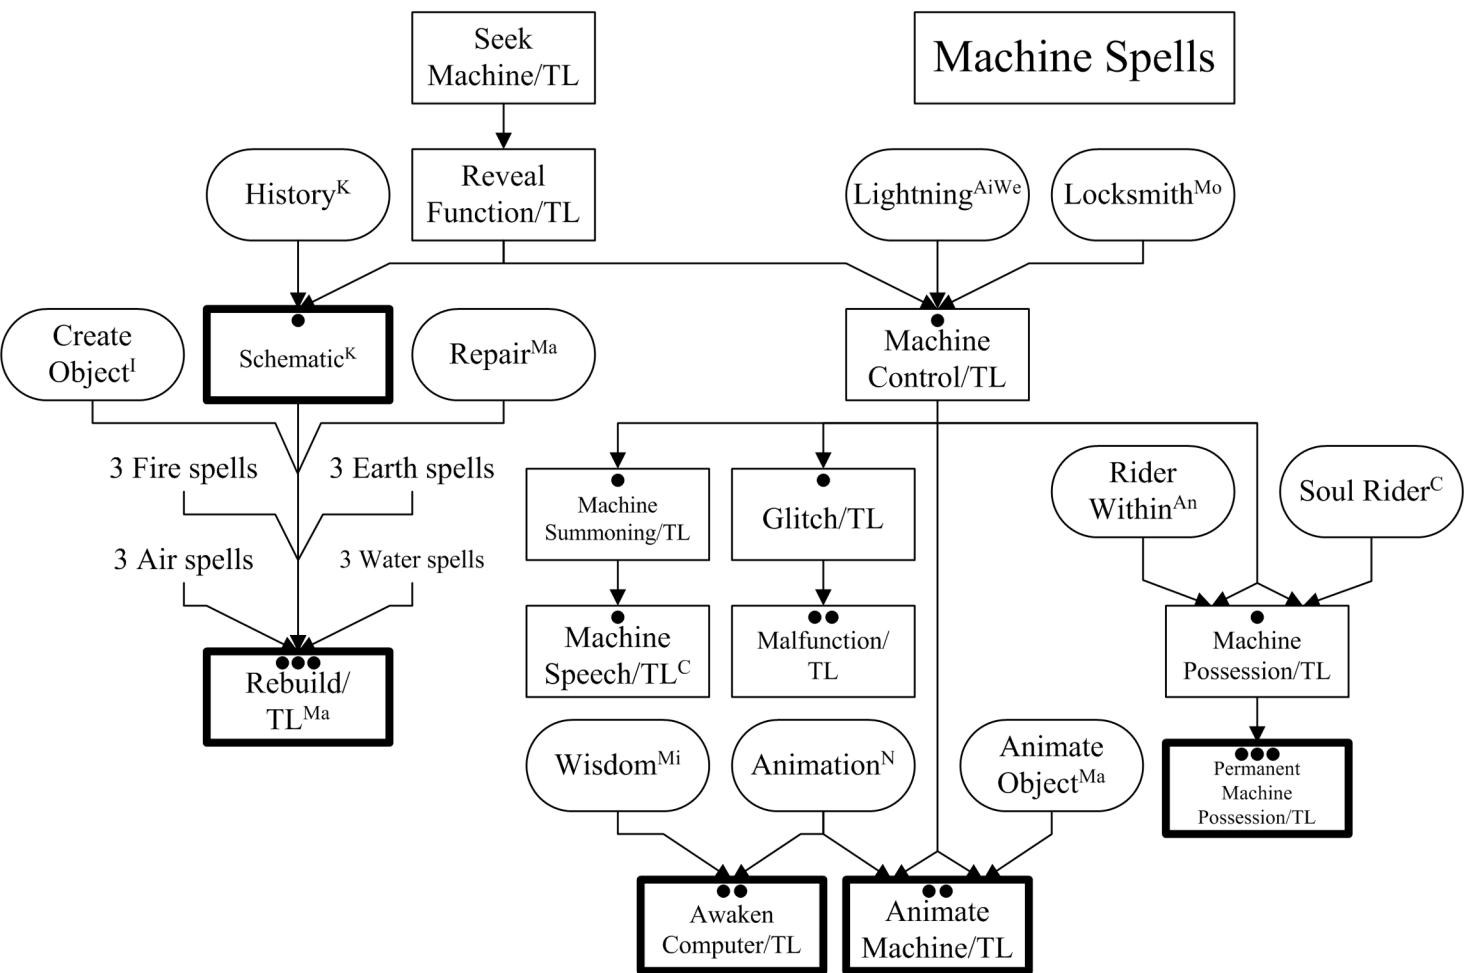 Seek
Machine/TL
Machine Spells
History^K
Reveal
Function/TL
Lightning^AiWe
Locksmith^Mo
Create
Object^I
Schematic^K
Repair^Ma
Machine
Control/TL
3 Fire spells
3 Earth spells
Machine
Summoning/TL
Glitch/TL
Rider
Within^An
Soul Rider^C
3 Air spells
3 Water spells
Machine
Speech/TL^C
Malfunction/
TL
Machine
Possession/TL
Rebuild/
TL^Ma
Wisdom^Mi
Animation^N
Animate
Object^Ma
Permanent
Machine
Possession/TL
Awaken
Computer/TL
Animate
Machine/TL